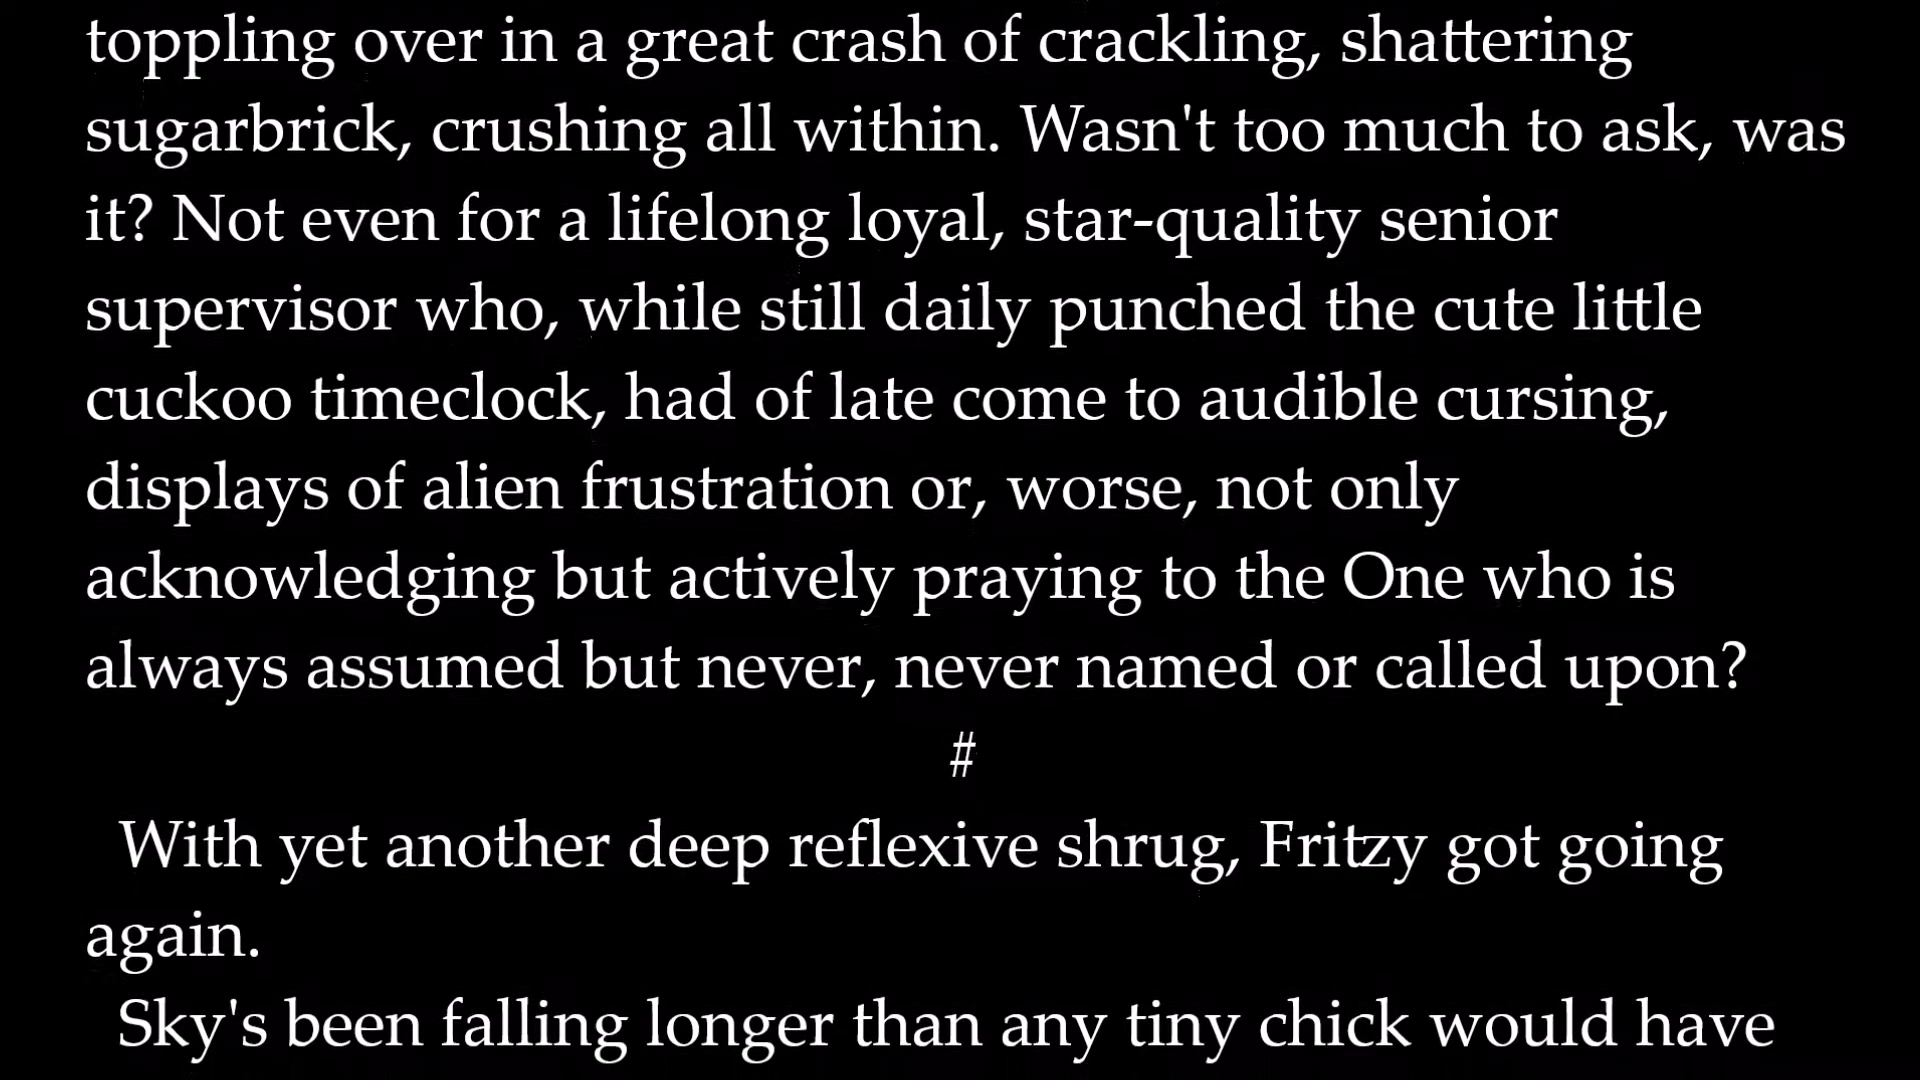 toppling over in a great crash of crackling, shattering
sugarbrick, crushing all within. Wasn't too much to ask, was
it? Not even for a lifelong loyal, star-quality senior
supervisor who, while still daily punched the cute little
cuckoo timeclock, had of late come to audible cursing,
displays of alien frustration or, worse, not only
acknowledging but actively praying to the One who is
always assumed but never, never named or called upon?
#
With yet another deep reflexive shrug, Fritzy got going
again.
Sky's been falling longer than any tiny chick would have